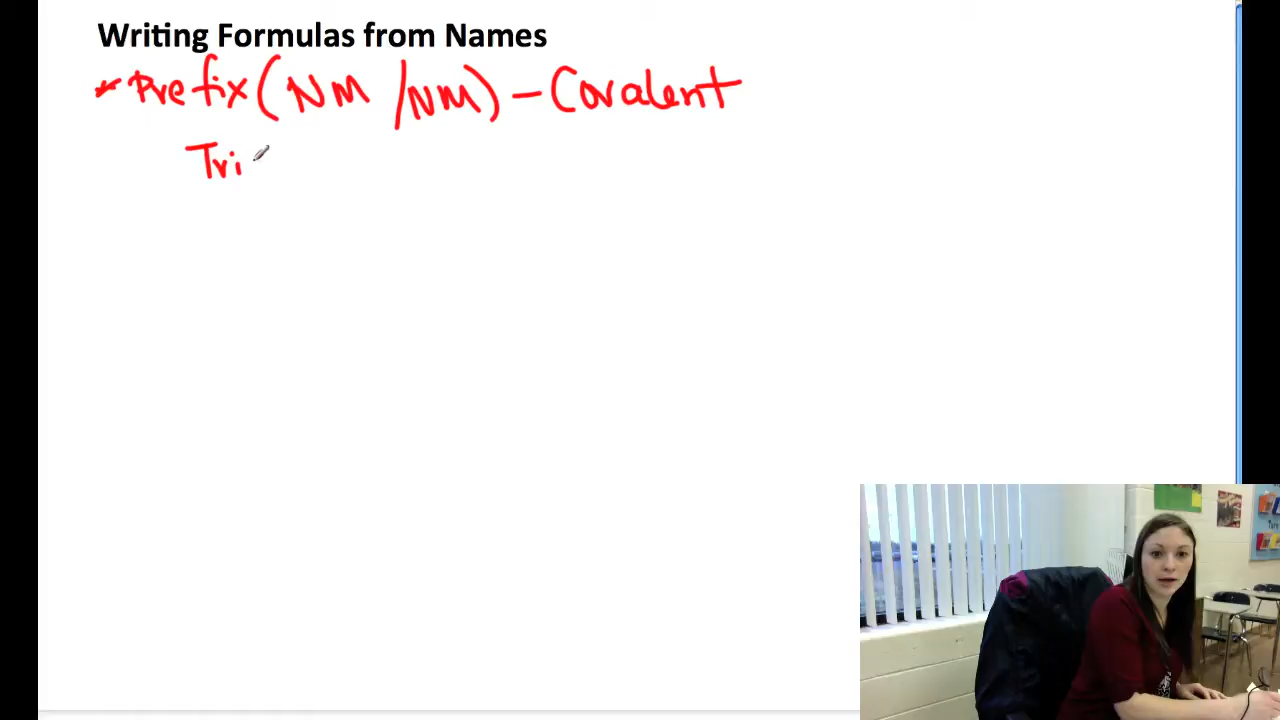 Writing Formulas from Names
* Prefix (NM /NM) - Covalent
Tri